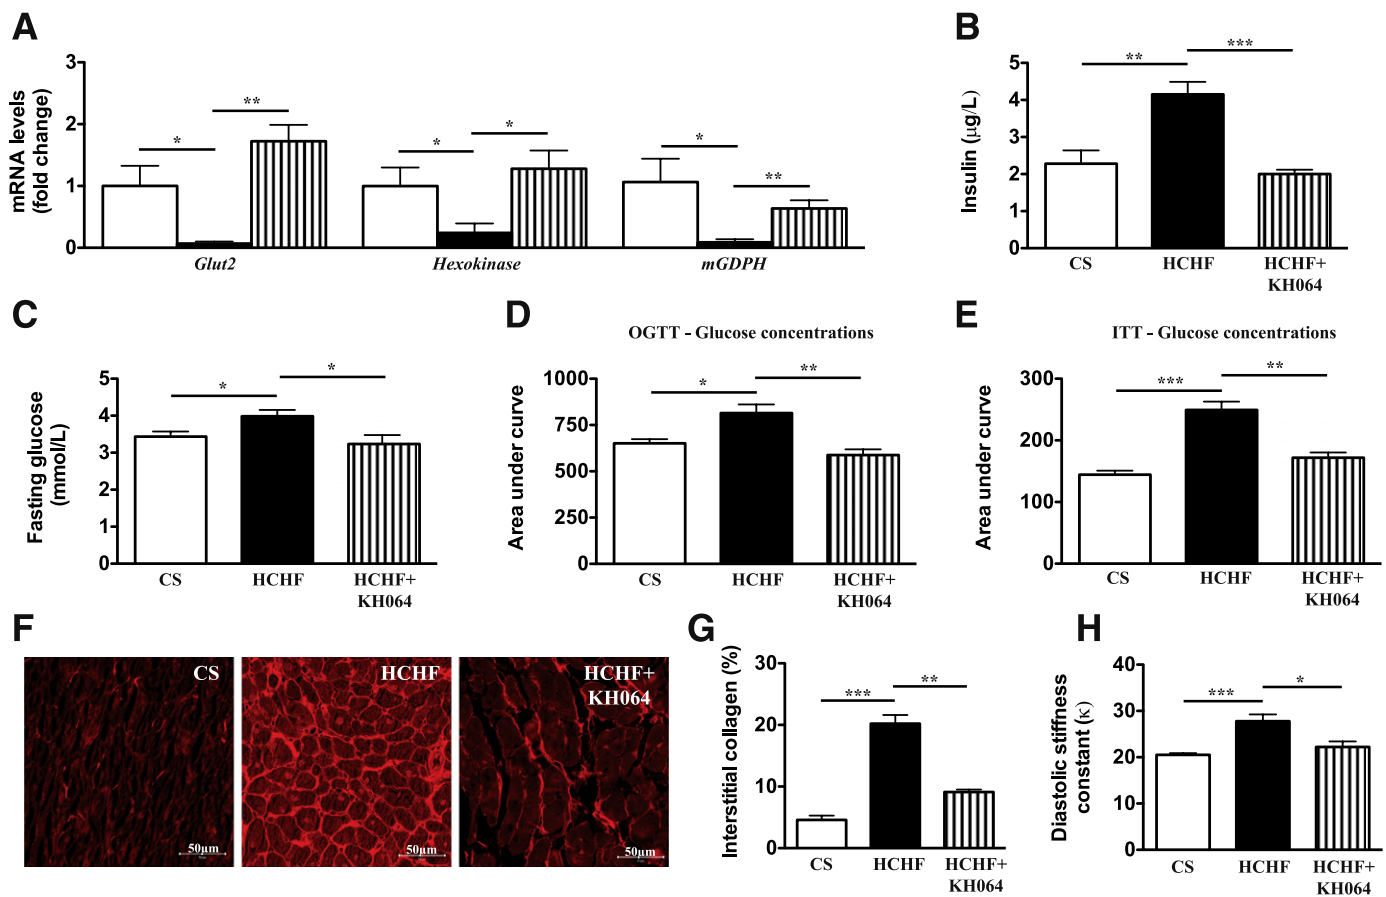 A
mRNA levels
(fold change)
3
2
1
0
*
**
*
*
*
**
Glut2
Hexokinase
mGDPH
B
Insulin (µg/L)
5
4
3
2
1
0
**
***
CS
HCHF
HCHF+
KH064
C
Fasting glucose
(mmol/L)
5
4
3
2
1
0
*
*
CS
HCHF
HCHF+
KH064
D
OGTT - Glucose concentrations
Area under curve
1000
750
500
250
0
*
**
CS
HCHF
HCHF+
KH064
E
ITT - Glucose concentrations
Area under curve
300
200
100
0
***
**
CS
HCHF
HCHF+
KH064
F
CS
50µm
HCHF
50µm
HCHF+
KH064
50µm
G
Interstitial collagen (%)
30
20
10
0
***
**
CS
HCHF
HCHF+
KH064
H
Diastolic stiffness
constant (κ)
40
30
20
10
0
***
*
CS
HCHF
HCHF+
KH064